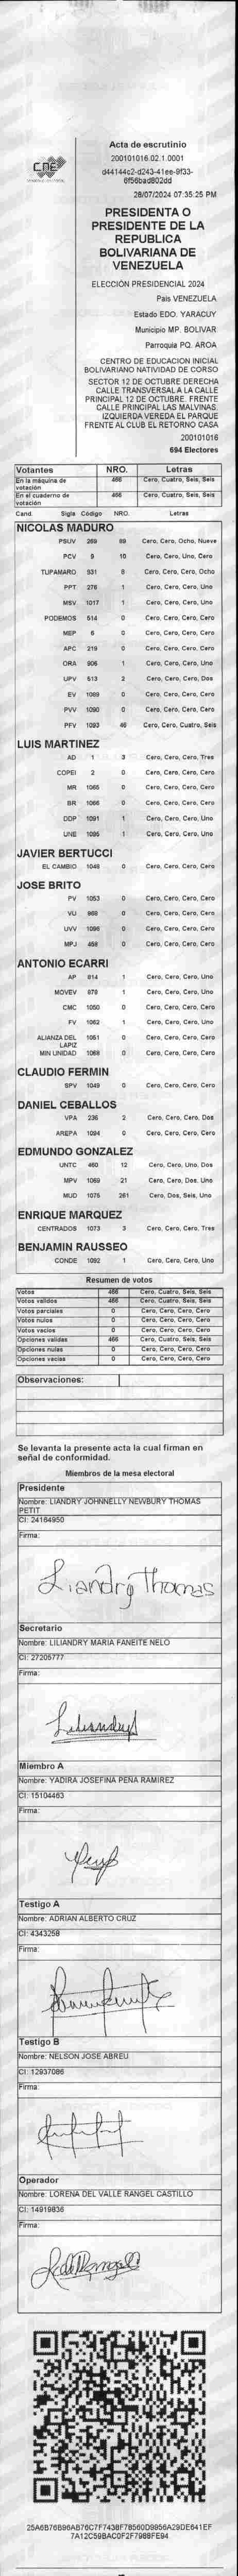 CNE
Acta de escrutinio
200101016.02.1.0001
d44144c2-d243-41ee-9f33-
6f56bad802dd
28/07/2024 07:35:25 PM
PRESIDENTA O
PRESIDENTE DE LA
REPUBLICA
BOLIVARIANA DE
VENEZUELA
ELECCIÓN PRESIDENCIAL 2024
País VENEZUELA
Estado EDO. YARACUY
Municipio MP. BOLIVAR
Parroquia PQ. AROA
CENTRO DE EDUCACION INICIAL
BOLIVARIANO NATIVIDAD DE CORSO
SECTOR 12 DE OCTUBRE DERECHA
CALLE TRANSVERSAL A LA CALLE
PRINCIPAL 12 DE OCTUBRE. FRENTE
CALLE PRINCIPAL LAS MALVINAS.
IZQUIERDA VEREDA EL PARQUE
FRENTE AL CLUB EL RETORNO CASA
200101016
694 Electores
Votantes NRO. Letras
En la máquina de votación 466 Cero, Cuatro, Seis, Seis
En el cuaderno de votación 466 Cero, Cuatro, Seis, Seis
Cand. Sigla Código NRO. Letras
NICOLAS MADURO
PSUV 269 89 Cero, Cero, Ocho, Nueve
PCV 9 10 Cero, Cero, Uno, Cero
TUPAMARO 931 8 Cero, Cero, Cero, Ocho
PPT 276 1 Cero, Cero, Cero, Uno
MSV 1017 1 Cero, Cero, Cero, Uno
PODEMOS 514 0 Cero, Cero, Cero, Cero
MEP 6 0 Cero, Cero, Cero, Cero
APC 219 0 Cero, Cero, Cero, Cero
ORA 906 1 Cero, Cero, Cero, Uno
UPV 513 2 Cero, Cero, Cero, Dos
EV 1089 0 Cero, Cero, Cero, Cero
PVV 1090 0 Cero, Cero, Cero, Cero
PFV 1093 46 Cero, Cero, Cuatro, Seis
LUIS MARTINEZ
AD 1 3 Cero, Cero, Cero, Tres
COPEI 2 0 Cero, Cero, Cero, Cero
MR 1065 0 Cero, Cero, Cero, Cero
BR 1066 0 Cero, Cero, Cero, Cero
DDP 1091 1 Cero, Cero, Cero, Uno
UNE 1095 1 Cero, Cero, Cero, Uno
JAVIER BERTUCCI
EL CAMBIO 1048 0 Cero, Cero, Cero, Cero
JOSE BRITO
PV 1053 0 Cero, Cero, Cero, Cero
VU 968 0 Cero, Cero, Cero, Cero
UVV 1096 0 Cero, Cero, Cero, Cero
MPJ 458 0 Cero, Cero, Cero, Cero
ANTONIO ECARRI
AP 814 1 Cero, Cero, Cero, Uno
MOVEV 978 1 Cero, Cero, Cero, Uno
CMC 1050 0 Cero, Cero, Cero, Cero
FV 1062 1 Cero, Cero, Cero, Uno
ALIANZA DEL LAPIZ 1051 0 Cero, Cero, Cero, Cero
MIN UNIDAD 1088 0 Cero, Cero, Cero, Cero
CLAUDIO FERMIN
SPV 1049 0 Cero, Cero, Cero, Cero
DANIEL CEBALLOS
VPA 236 2 Cero, Cero, Cero, Dos
AREPA 1094 0 Cero, Cero, Cero, Cero
EDMUNDO GONZALEZ
UNTC 460 12 Cero, Cero, Uno, Dos
MPV 1069 21 Cero, Cero, Dos, Uno
MUD 1075 261 Cero, Dos, Seis, Uno
ENRIQUE MARQUEZ
CENTRADOS 1073 3 Cero, Cero, Cero, Tres
BENJAMIN RAUSSEO
CONDE 1092 1 Cero, Cero, Cero, Uno
Resumen de votos
Votos 466 Cero, Cuatro, Seis, Seis
Votos validos 466 Cero, Cuatro, Seis, Seis
Votos parciales 0 Cero, Cero, Cero, Cero
Votos nulos 0 Cero, Cero, Cero, Cero
Votos vacios 0 Cero, Cero, Cero, Cero
Opciones validas 466 Cero, Cuatro, Seis, Seis
Opciones nulas 0 Cero, Cero, Cero, Cero
Opciones vacias 0 Cero, Cero, Cero, Cero
Observaciones:
Se levanta la presente acta la cual firman en
señal de conformidad.
Miembros de la mesa electoral
Presidente
Nombre: LIANDRY JOHNNELLY NEWBURY THOMAS
PETIT
CI: 24164950
Firma:
Liandry Thomas
Secretario
Nombre: LILIANDRY MARIA FANEITE NELO
CI: 27205777
Firma:
Miembro A
Nombre: YADIRA JOSEFINA PEÑA RAMIREZ
CI: 15104463
Firma:
Testigo A
Nombre: ADRIAN ALBERTO CRUZ
CI: 4343258
Firma:
Testigo B
Nombre: NELSON JOSE ABREU
CI: 12937086
Firma:
Operador
Nombre: LORENA DEL VALLE RANGEL CASTILLO
CI: 14919836
Firma:
25A6B76B96AB76C7F7438F78560D9956A29DE641EF
7A12C59BAC0F2F7988FE94